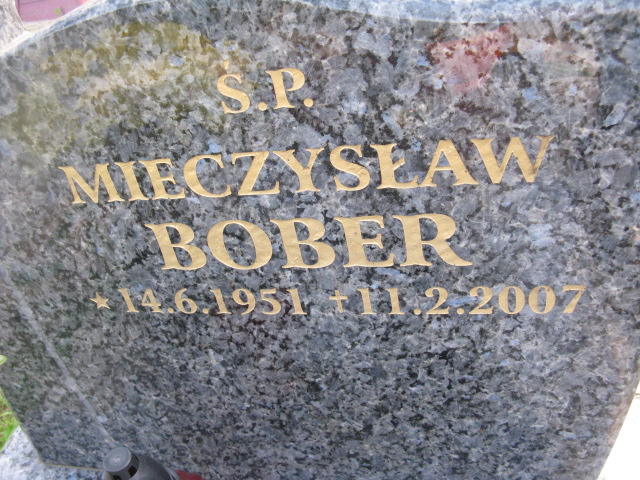 Ś.P.
MIECZYSŁAW
BOBER
★14.6.1951 ✝11.2.2007